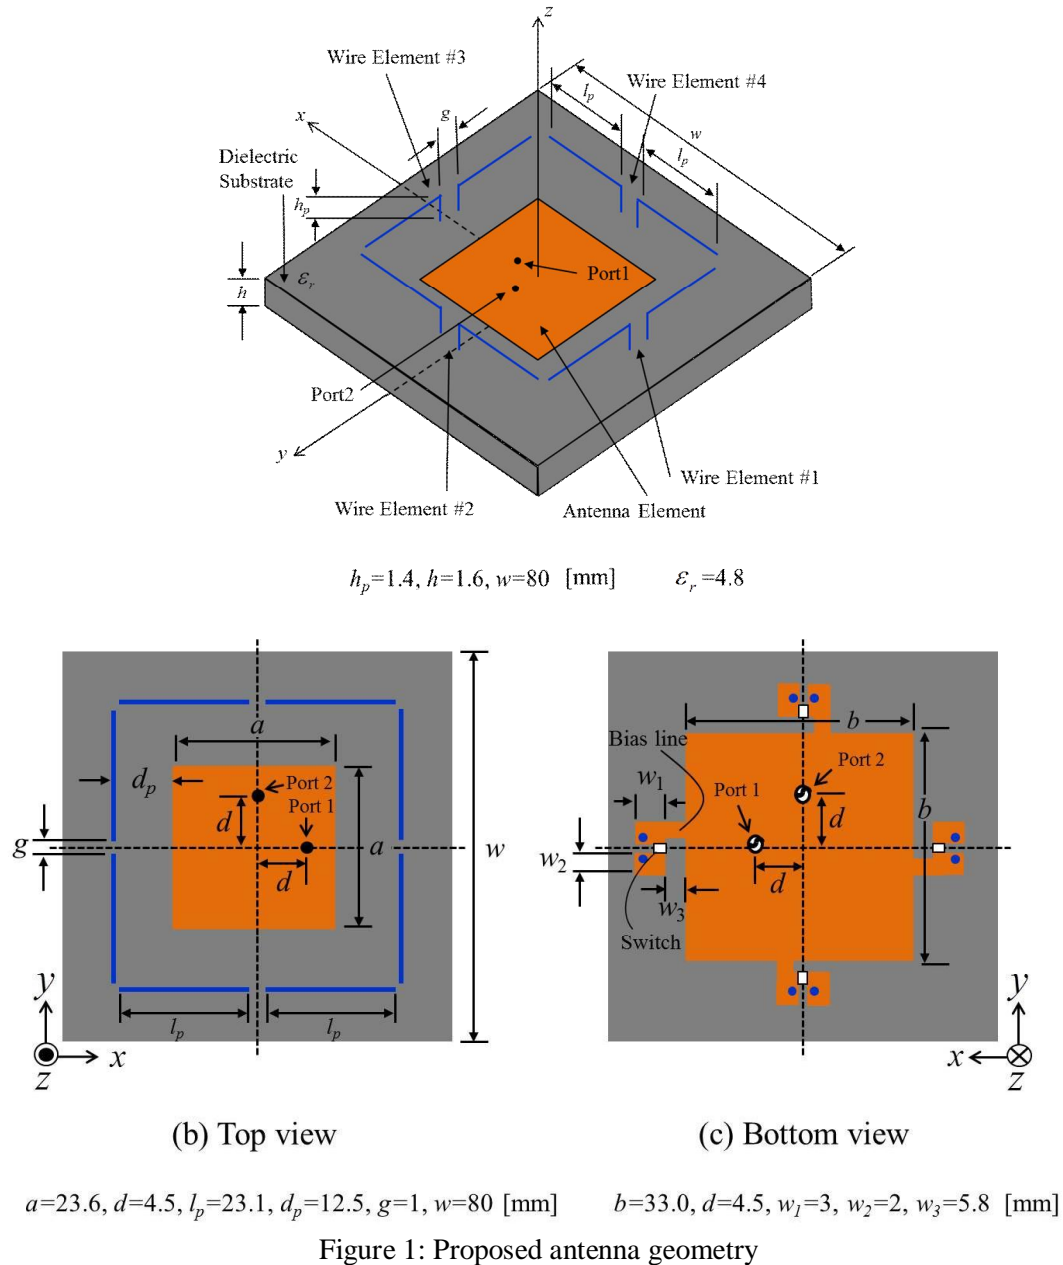 z
Wire Element #3
Wire Element #4
l_p
g
x
w
Dielectric
Substrate
l_p
h_p
Port1
ε_r
h
Port2
y
Wire Element #1
Wire Element #2
Antenna Element
h_p=1.4, h=1.6, w=80 [mm] ε_r=4.8
a
b
Bias line
d_p
Port 2
Port 1
w_1
Port 2
Port 1
d
d
b
g
a
w
w_2
d
d
w_3
Switch
y
l_p
l_p
x
z
y
x
z
(b) Top view
(c) Bottom view
a=23.6, d=4.5, l_p=23.1, d_p=12.5, g=1, w=80 [mm]
b=33.0, d=4.5, w_1=3, w_2=2, w_3=5.8 [mm]
Figure 1: Proposed antenna geometry